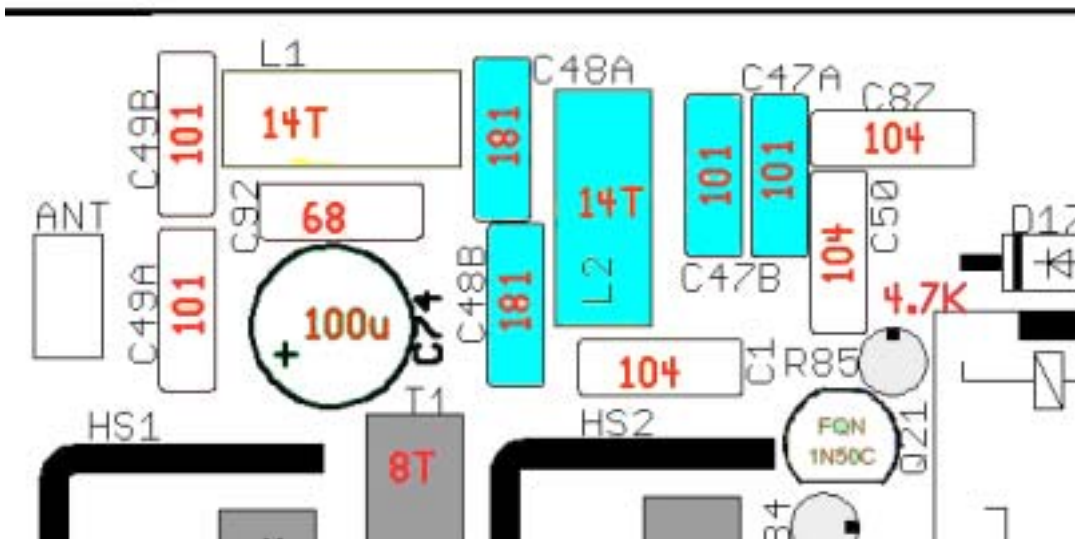 L1
C48A
C47A
C87
C49B
101
14T
181
101
101
104
ANT
C92
68
14T
C50
D17
C49A
101
100u
C74
C48B
181
L2
C47B
104
4.7K
104
C1
R85
T1
HS1
HS2
FQN
1N50C
Q21
8T